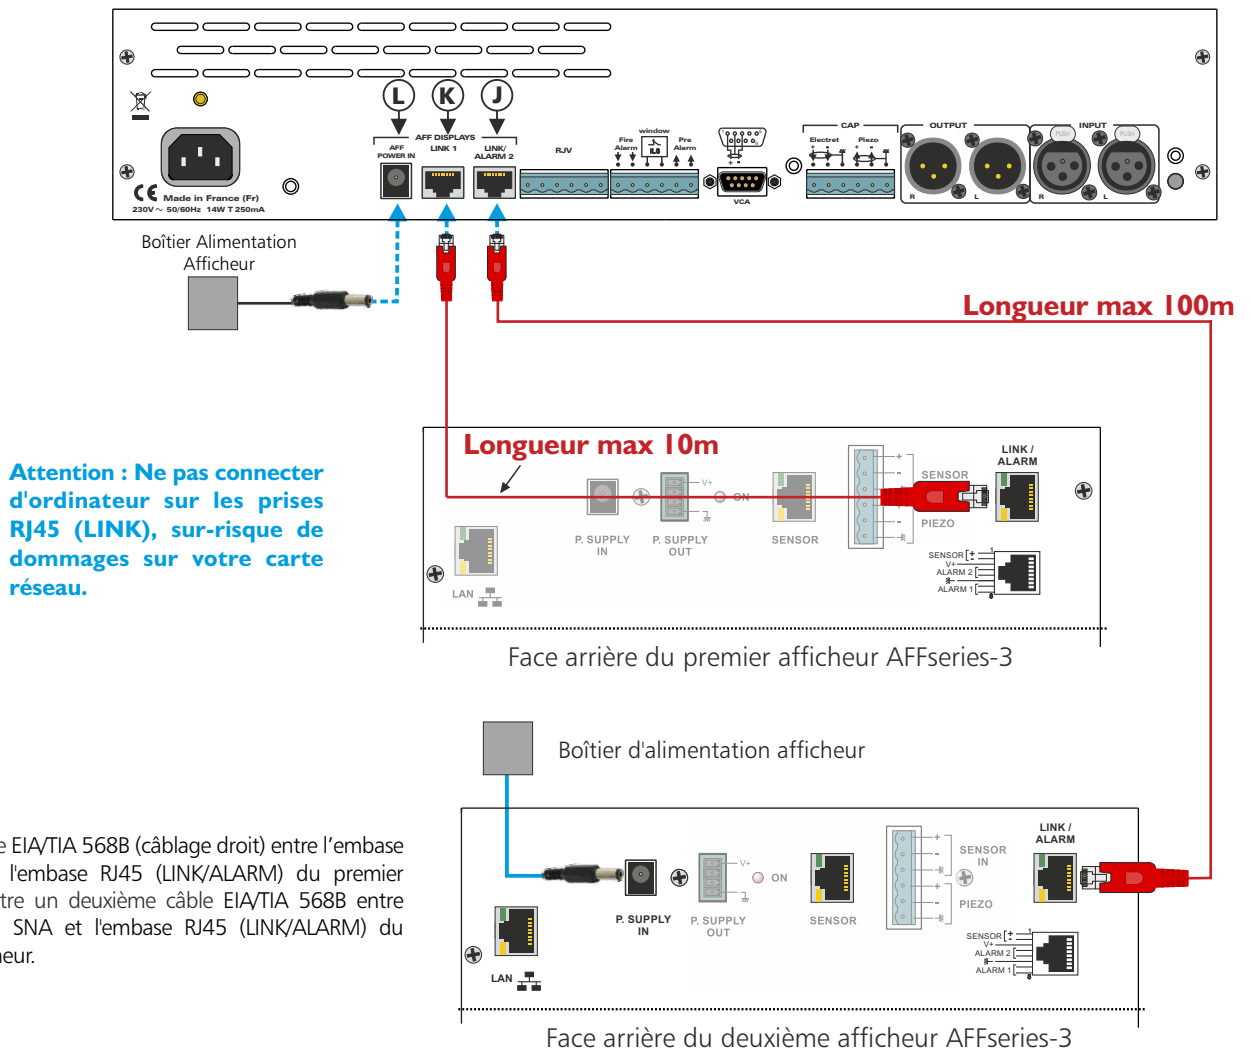 L K J
AFF DISPLAYS
AFF POWER IN
LINK 1
LINK/ ALARM 2
RJV
window
Fire Alarm
Pre Alarm
VCA
CAP
Electret Piezo
+ - + -
OUTPUT
R L
INPUT
PUSH PUSH
R L
CE Made in France (Fr)
230V ~ 50/60Hz 14W T 250mA
Boîtier Alimentation
Afficheur
Longueur max 100m
Longueur max 10m
Attention : Ne pas connecter
d'ordinateur sur les prises
RJ45 (LINK), sur-risque de
dommages sur votre carte
réseau.
LINK /
ALARM
SENSOR
PIEZO
V+
ON
P. SUPPLY
IN
P. SUPPLY
OUT
SENSOR
LAN
SENSOR [ + -
V+
ALARM 2
ALARM 1
1
8
Face arrière du premier afficheur AFFseries-3
Boîtier d'alimentation afficheur
e EIA/TIA 568B (câblage droit) entre l'embase
l'embase RJ45 (LINK/ALARM) du premier
tre un deuxième câble EIA/TIA 568B entre
SNA et l'embase RJ45 (LINK/ALARM) du
eur.
LINK /
ALARM
SENSOR
IN
PIEZO
V+
ON
P. SUPPLY
IN
P. SUPPLY
OUT
SENSOR
LAN
SENSOR [ + -
V+
ALARM 2
ALARM 1
1
8
Face arrière du deuxième afficheur AFFseries-3